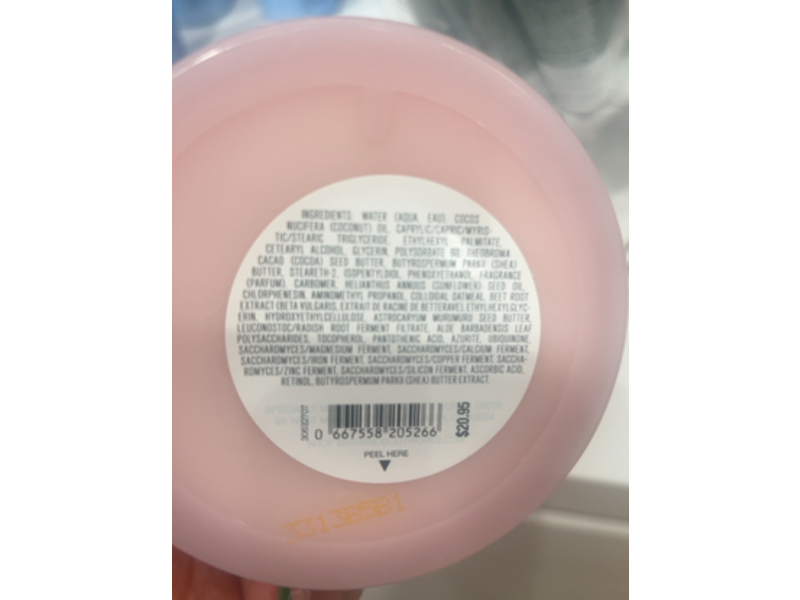 INGREDIENTS: WATER (AQUA, EAU), COCOS
NUCIFERA (COCONUT) OIL, CAPRYLIC/CAPRIC/MYRIS-
TIC/STEARIC TRIGLYCERIDE, ETHYLHEXYL PALMITATE,
CETEARYL ALCOHOL, GLYCERIN, POLYSORBATE 60, THEOBROMA
CACAO (COCOA) SEED BUTTER, BUTYROSPERMUM PARKII (SHEA)
BUTTER, STEARETH-2, ISOPENTYLDIOL, PHENOXYETHANOL, FRAGRANCE
(PARFUM), CARBOMER, HELIANTHUS ANNUUS (SUNFLOWER) SEED OIL,
CHLORPHENESIN, AMINOMETHYL PROPANOL, COLLOIDAL OATMEAL, BEET ROOT
EXTRACT (BETA VULGARIS, EXTRAIT DE RACINE DE BETTERAVE), ETHYLHEXYLGLYC-
ERIN, HYDROXYETHYLCELLULOSE, ASTROCARYUM MURUMURU SEED BUTTER,
LEUCONOSTOC/RADISH ROOT FERMENT FILTRATE, ALOE BARBADENSIS LEAF
POLYSACCHARIDES, TOCOPHEROL, PANTOTHENIC ACID, AZURITE, UBIQUINONE,
SACCHAROMYCES/MAGNESIUM FERMENT, SACCHAROMYCES/CALCIUM FERMENT,
SACCHAROMYCES/IRON FERMENT, SACCHAROMYCES/COPPER FERMENT, SACCHA-
ROMYCES/ZINC FERMENT, SACCHAROMYCES/SILICON FERMENT, ASCORBIC ACID,
RETINOL, BUTYROSPERMUM PARKII (SHEA) BUTTER EXTRACT.
0 667558 205266
$20.95
PEEL HERE